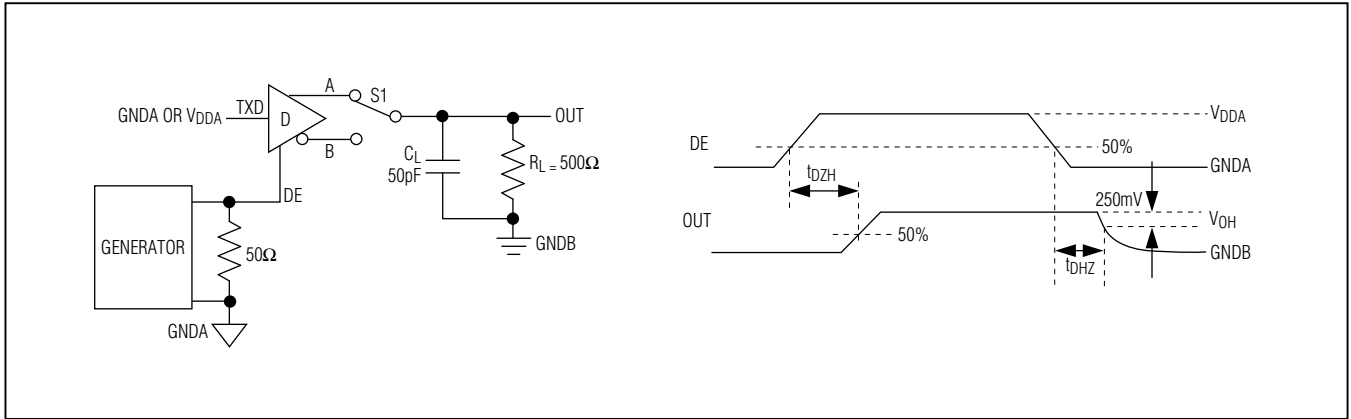 A
S1
GNDA OR VDDA
TXD
D
OUT
B
CL
50pF
RL = 500Ω
DE
GENERATOR
50Ω
GNDB
GNDA
VDDA
DE
50%
GNDA
tDZH
250mV
OUT
VOH
50%
GNDB
tDHZ